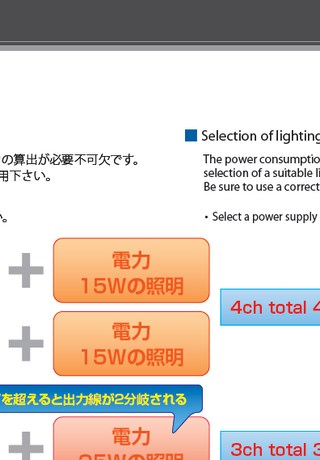 の算出が必要不可欠です。
用下さい。
い。
電力
15Wの照明
電力
15Wの照明
を超えると出力線が2分岐される
電力
Selection of lighting
The power consumptio
selection of a suitable li
Be sure to use a correct
・ Select a power supply
4ch total 4
3ch total 3